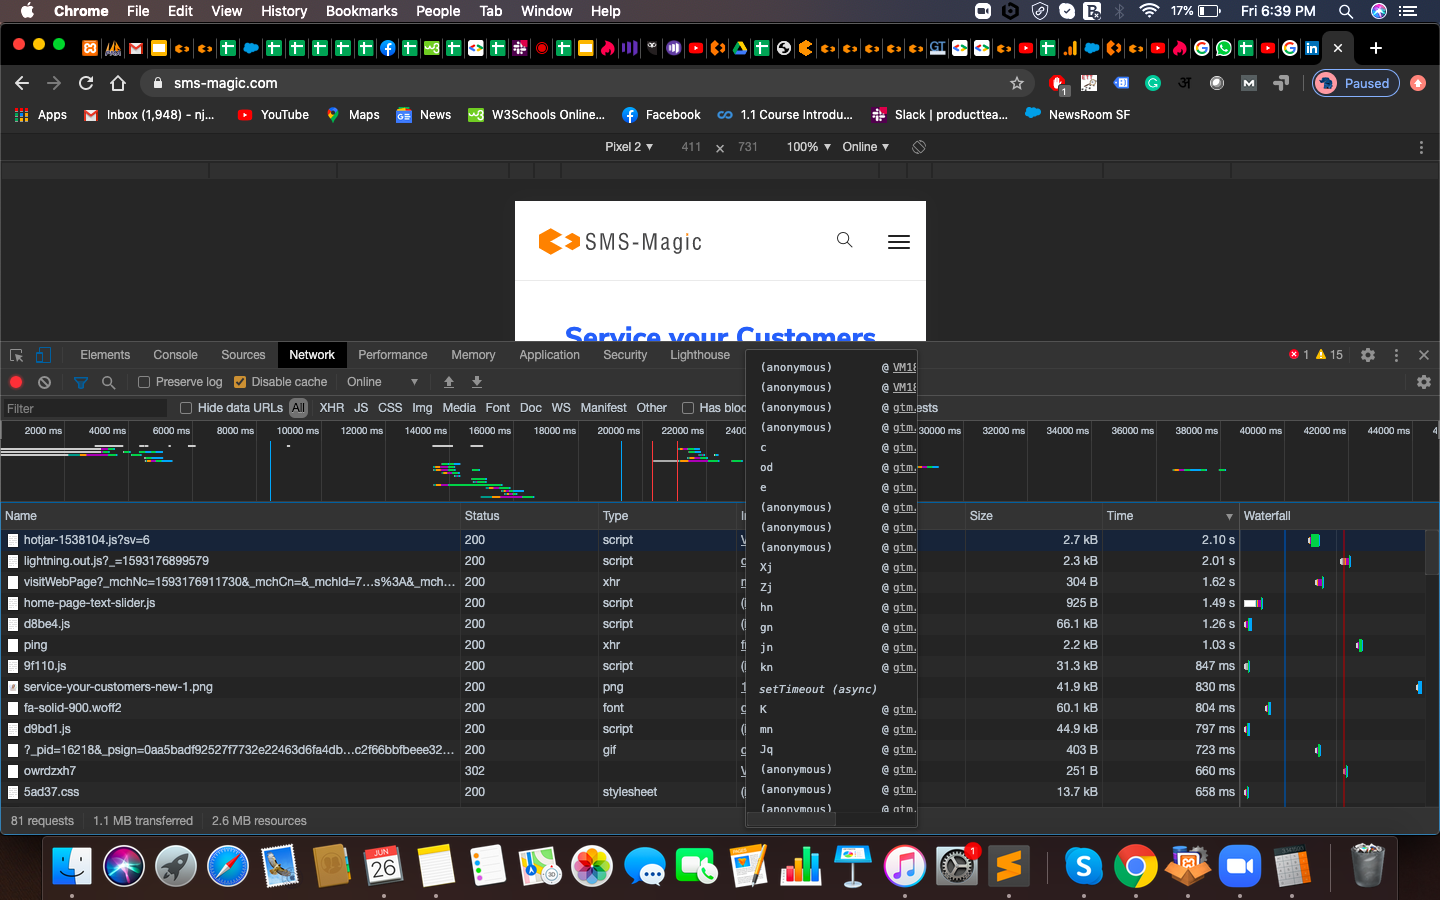 Chrome File Edit View History Bookmarks People Tab Window Help 17% Fri 6:39 PM
sms-magic.com 1 Paused
Apps Inbox (1,948) - nj... YouTube Maps News W3Schools Online... Facebook 1.1 Course Introdu... Slack | producttea... NewsRoom SF
Pixel 2 ▼ 411 × 731 100% ▼ Online ▼
SMS-Magic
Service your Customers
Elements Console Sources Network Performance Memory Application Security Lighthouse 1 15
Preserve log Disable cache Online ▼
Filter Hide data URLs All XHR JS CSS Img Media Font Doc WS Manifest Other Has bloc ests
2000 ms 4000 ms 6000 ms 8000 ms 10000 ms 12000 ms 14000 ms 16000 ms 18000 ms 20000 ms 22000 ms 2400 30000 ms 32000 ms 34000 ms 36000 ms 38000 ms 40000 ms 42000 ms 44000 ms 4
Name Status Type Size Time ▼ Waterfall
hotjar-1538104.js?sv=6 200 script 2.7 kB 2.10 s
lightning.out.js?_=1593176899579 200 script 2.3 kB 2.01 s
visitWebPage?_mchNc=1593176911730&_mchCn=&_mchId=7...s%3A&_mch... 200 xhr 304 B 1.62 s
home-page-text-slider.js 200 script 925 B 1.49 s
d8be4.js 200 script 66.1 kB 1.26 s
ping 200 xhr 2.2 kB 1.03 s
9f110.js 200 script 31.3 kB 847 ms
service-your-customers-new-1.png 200 png 41.9 kB 830 ms
fa-solid-900.woff2 200 font 60.1 kB 804 ms
d9bd1.js 200 script 44.9 kB 797 ms
?_pid=16218&_psign=0aa5badf92527f7732e22463d6fa4db...c2f66bbfbeee32... 200 gif 403 B 723 ms
owrdzxh7 302 251 B 660 ms
5ad37.css 200 stylesheet 13.7 kB 658 ms
(anonymous) @ VM18
(anonymous) @ VM18
(anonymous) @ gtm.
(anonymous) @ gtm.
c @ gtm.
od @ gtm.
e @ gtm.
(anonymous) @ gtm.
(anonymous) @ gtm.
(anonymous) @ gtm.
Xj @ gtm.
Zj @ gtm.
hn @ gtm.
gn @ gtm.
jn @ gtm.
kn @ gtm.
setTimeout (async)
K @ gtm.
mn @ gtm.
Jq @ gtm.
(anonymous) @ gtm.
(anonymous) @ gtm.
(anonymous) @ gtm.
81 requests 1.1 MB transferred 2.6 MB resources
JUN
26
1